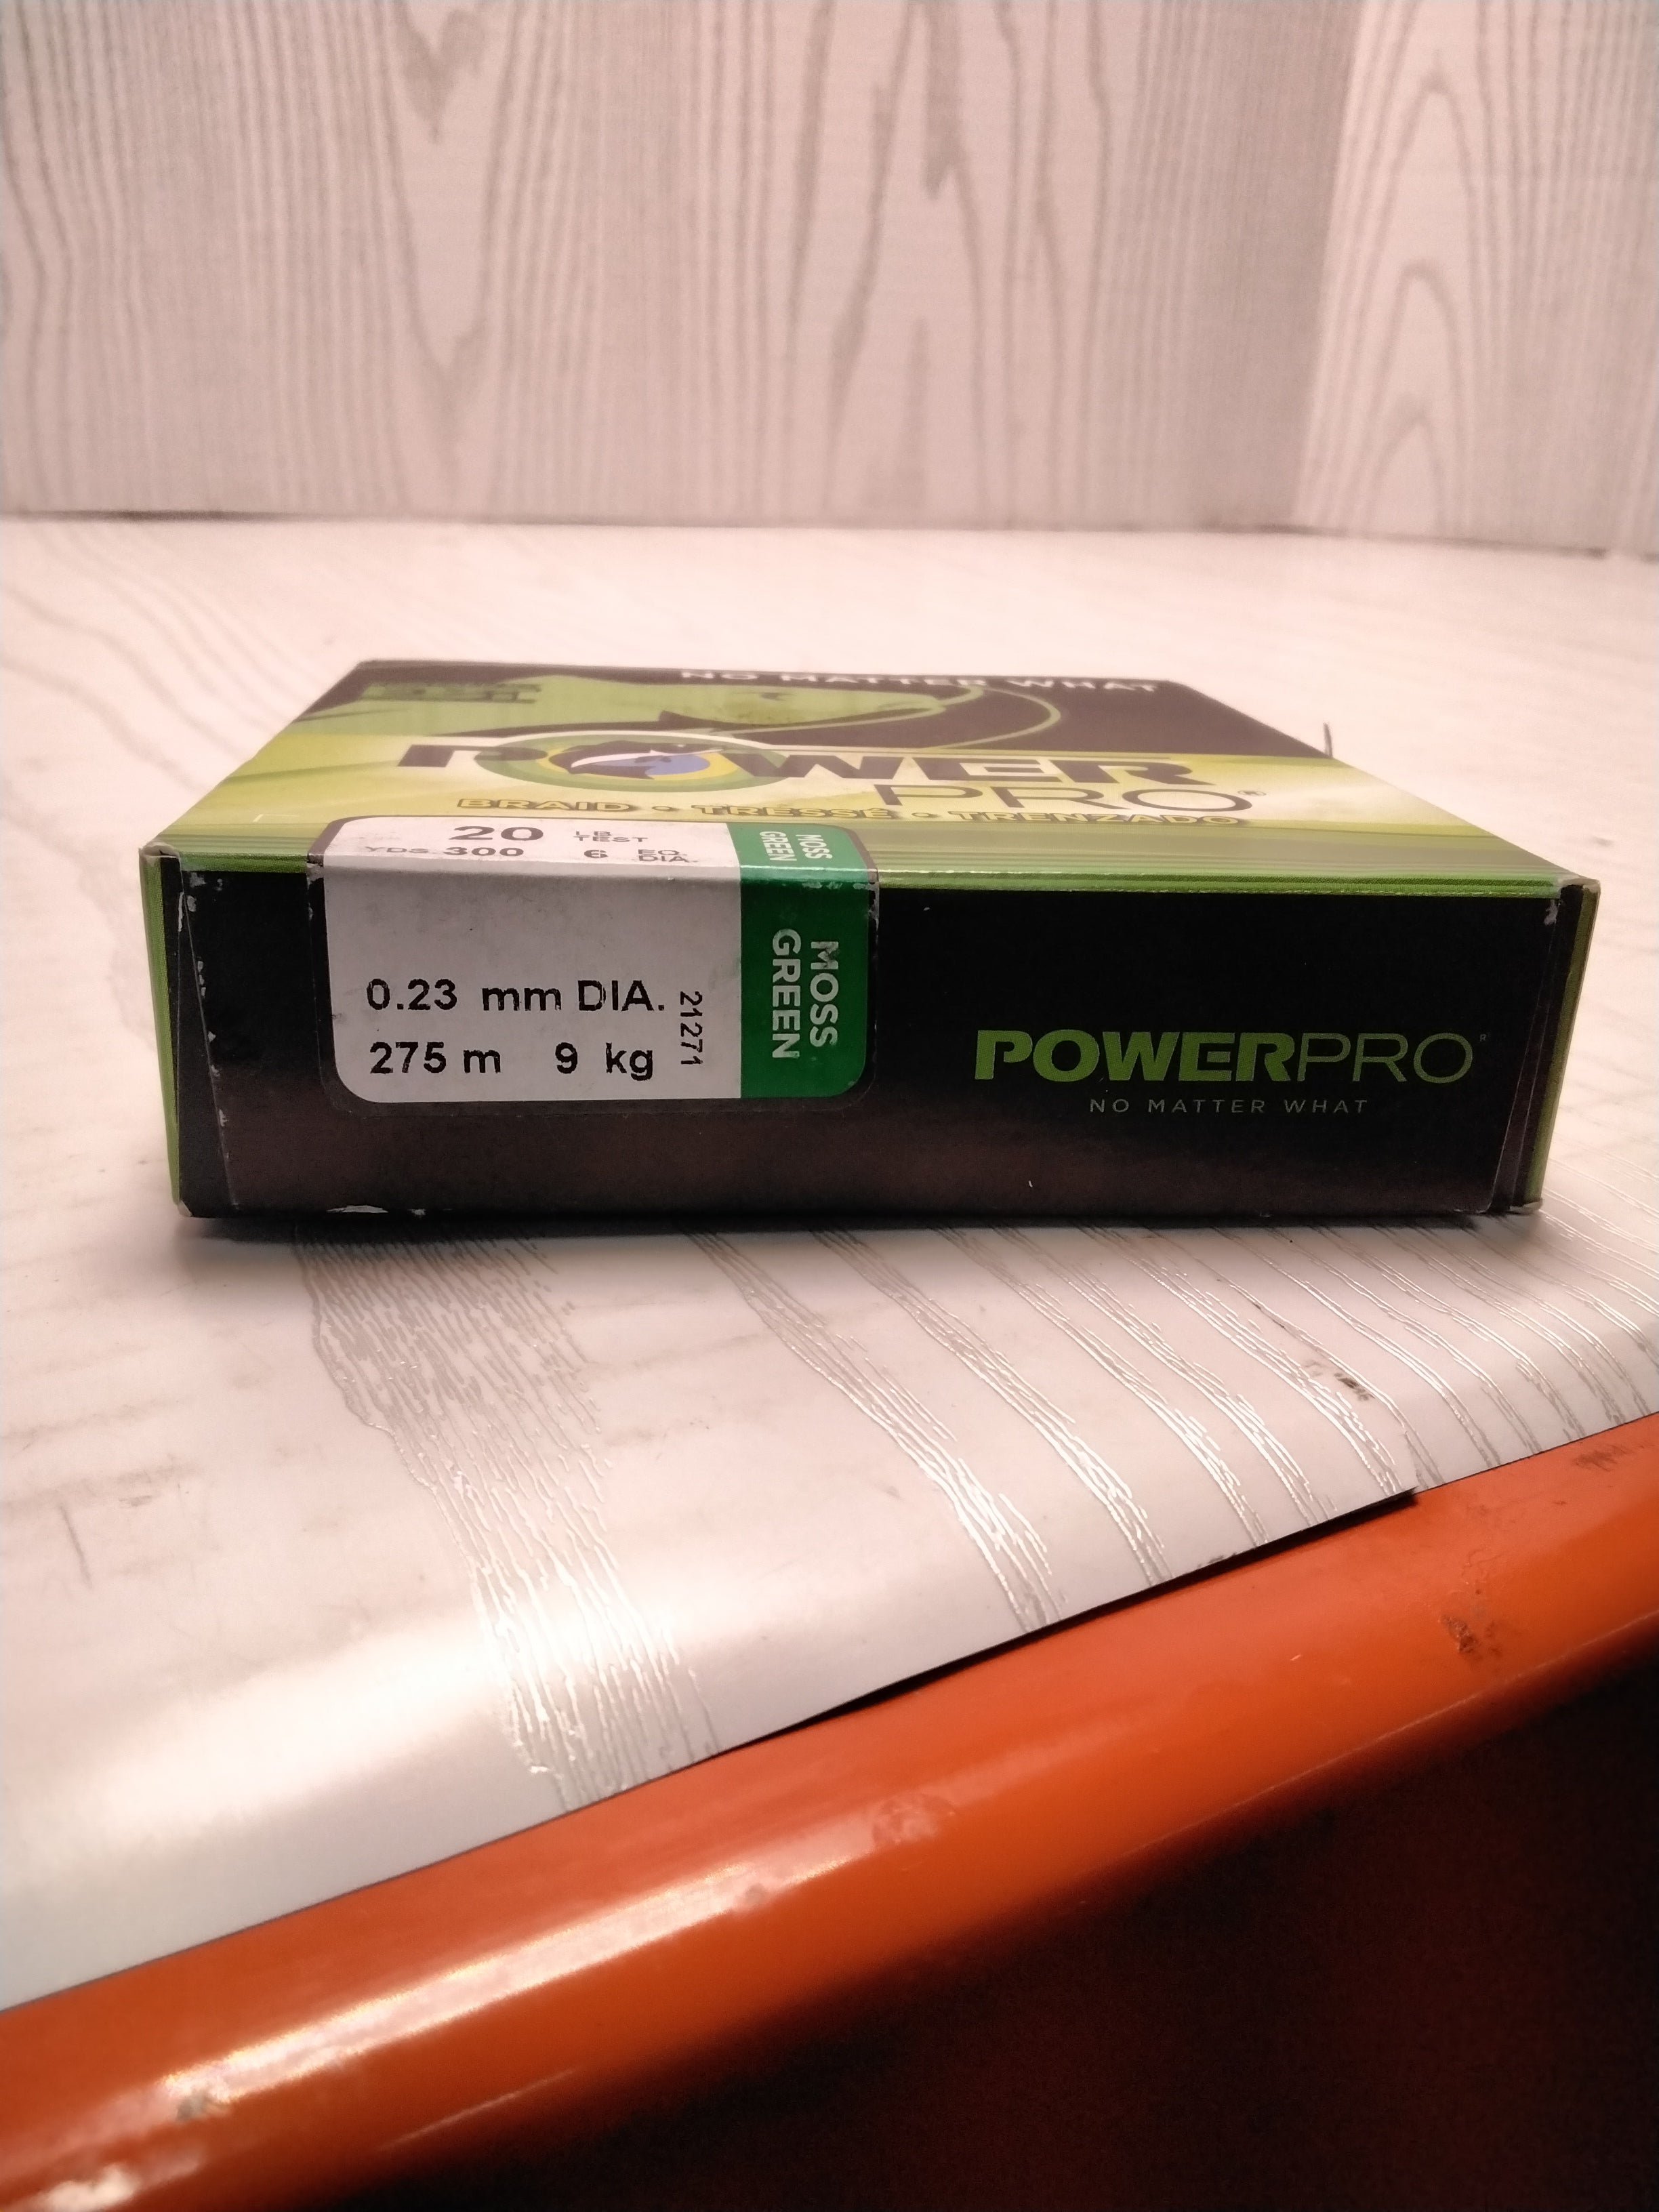 NO MATTER WHAT
POWER
PRO®
BRAID • TRESSÉ • TRENZADO
20 LB. TEST
YDS. 300 6 EQ. DIA.
MOSS GREEN
0.23 mm DIA.
275 m 9 kg
21271
MOSS GREEN
POWERPRO
NO MATTER WHAT